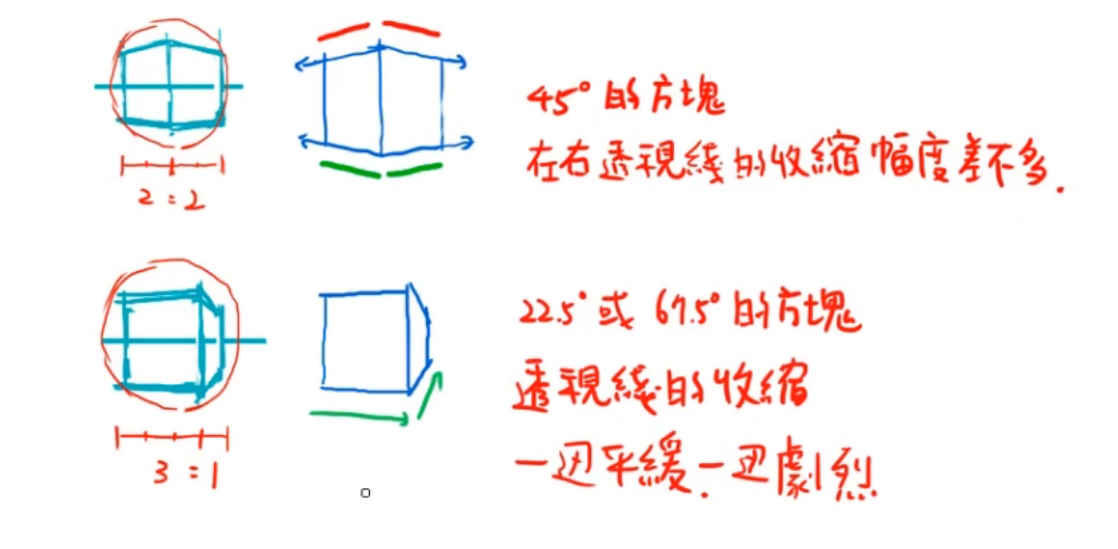 45°的方塊
左右透視綫的收縮幅度差不多.
2:2
22.5°或 67.5°的方塊
透視綫的收縮
一边平緩.一边劇烈
3:1